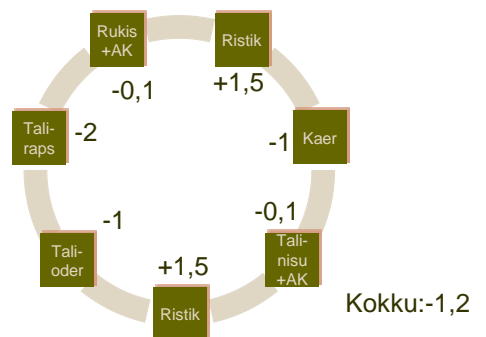 Rukis
+AK
-0,1
Ristik
+1,5
Kaer
-1
Tali-
nisu
+AK
-0,1
Ristik
+1,5
Tali-
oder
-1
Tali-
raps
-2
Kokku:-1,2